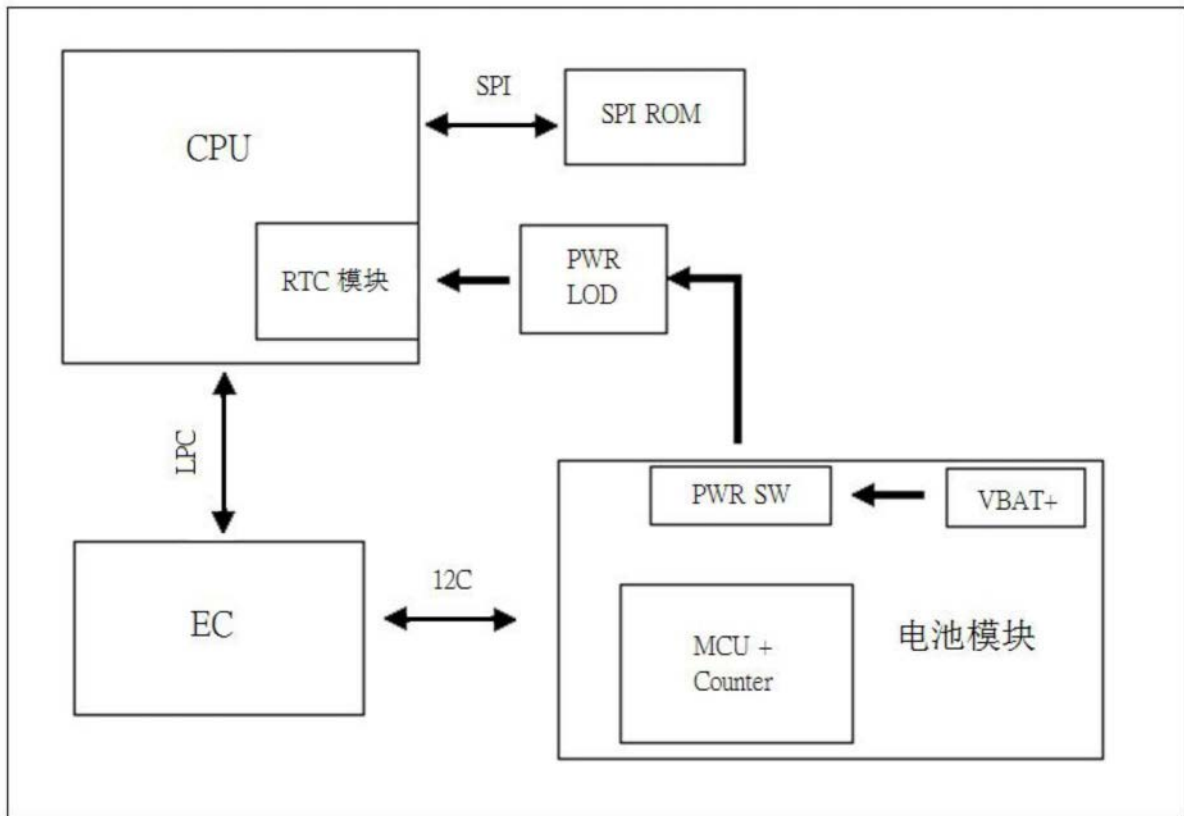 SPI
SPI ROM
CPU
RTC 模块
PWR
LOD
LPC
PWR SW
VBAT+
EC
12C
MCU +
Counter
电池模块